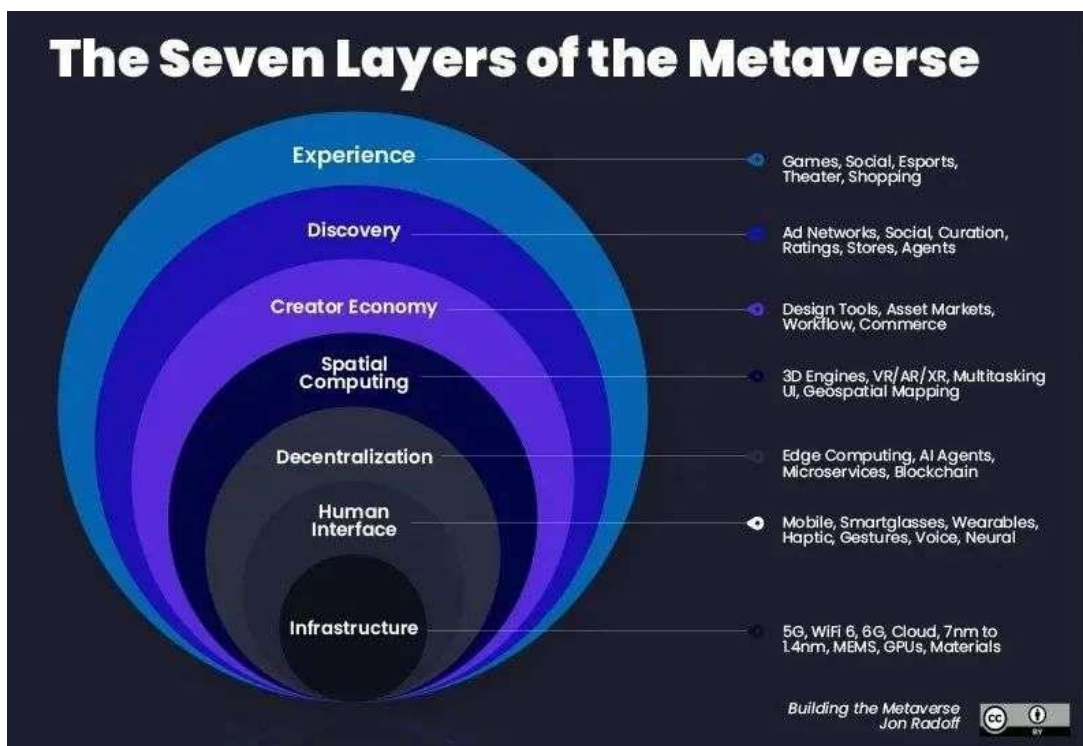 The Seven Layers of the Metaverse
Experience
Games, Social, Esports,
Theater, Shopping
Discovery
Ad Networks, Social, Curation,
Ratings, Stores, Agents
Creator Economy
Design Tools, Asset Markets,
Workflow, Commerce
Spatial
Computing
3D Engines, VR/AR/XR, Multitasking
UI, Geospatial Mapping
Decentralization
Edge Computing, AI Agents,
Microservices, Blockchain
Human
Interface
Mobile, Smartglasses, Wearables,
Haptic, Gestures, Voice, Neural
Infrastructure
5G, WiFi 6, 6G, Cloud, 7nm to
1.4nm, MEMS, GPUs, Materials
Building the Metaverse
Jon Radoff
cc
BY